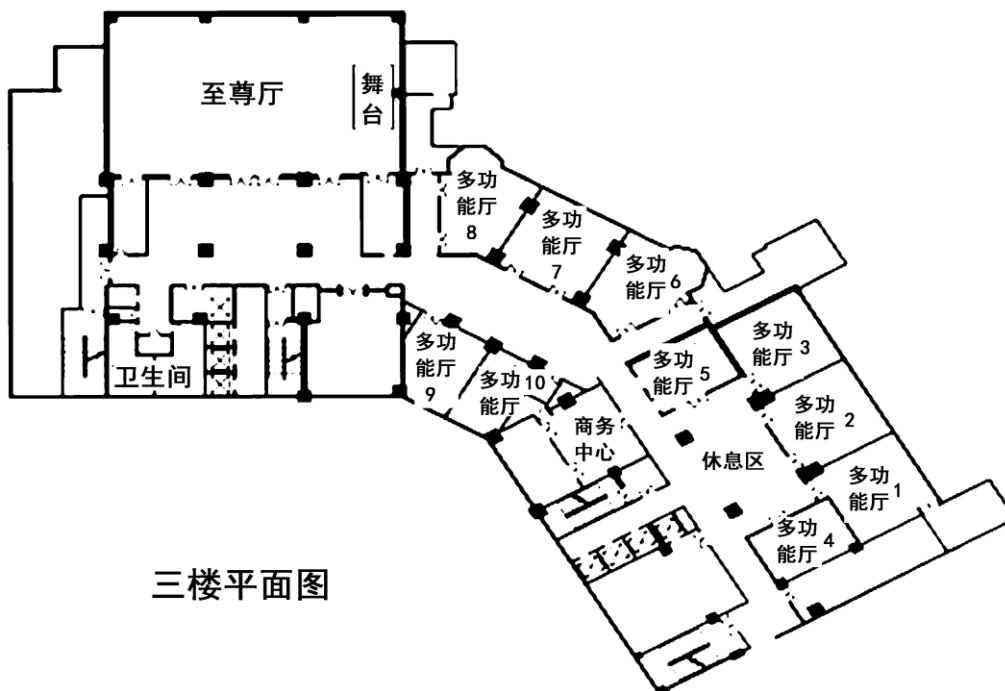 至尊厅
舞
台
多功
能厅
8
多功
能厅
7
多功
能厅 6
多功
能厅 3
多功
能厅 5
多功
能厅 2
多功
能厅 1
多功
能厅 4
休息区
多功
能厅
9
多功 10
能厅
商务
中心
卫生间
三楼平面图